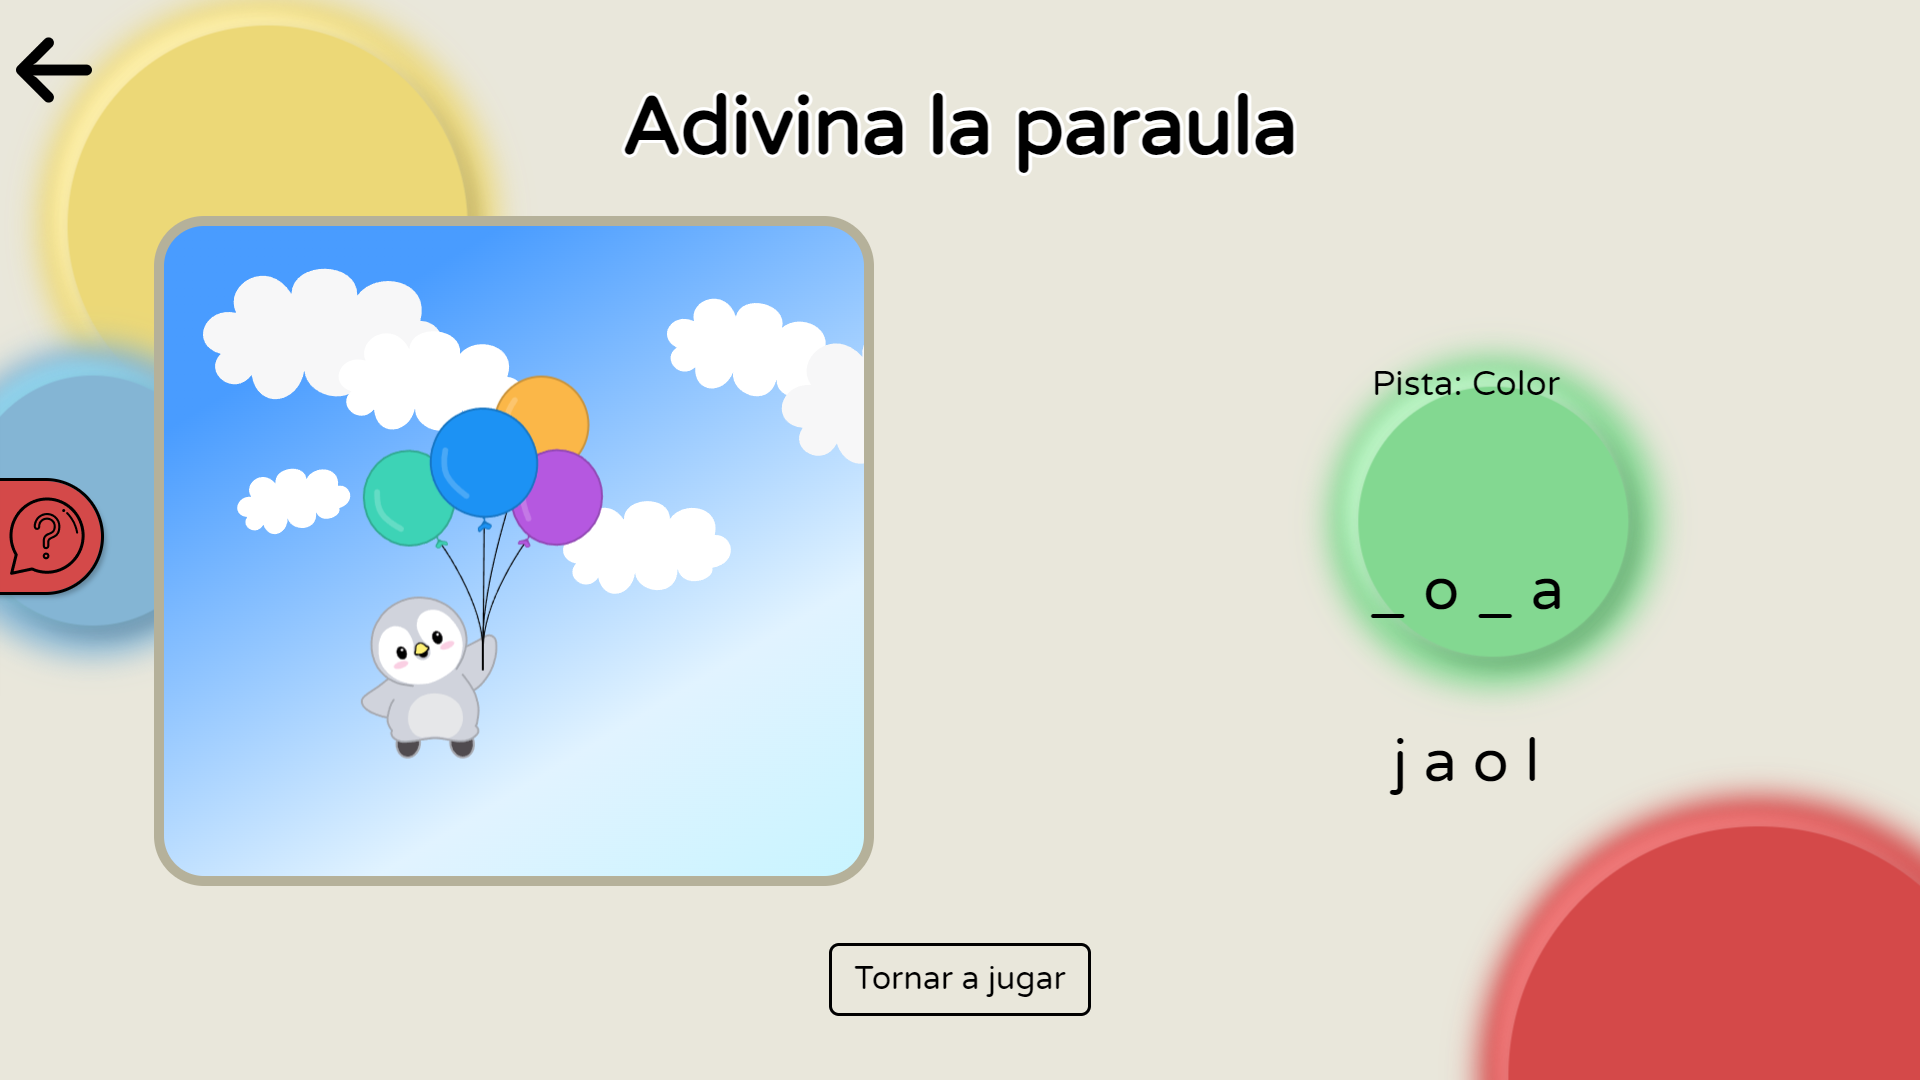 Adivina la paraula
Pista: Color
_ o _ a
j a o l
Tornar a jugar
?